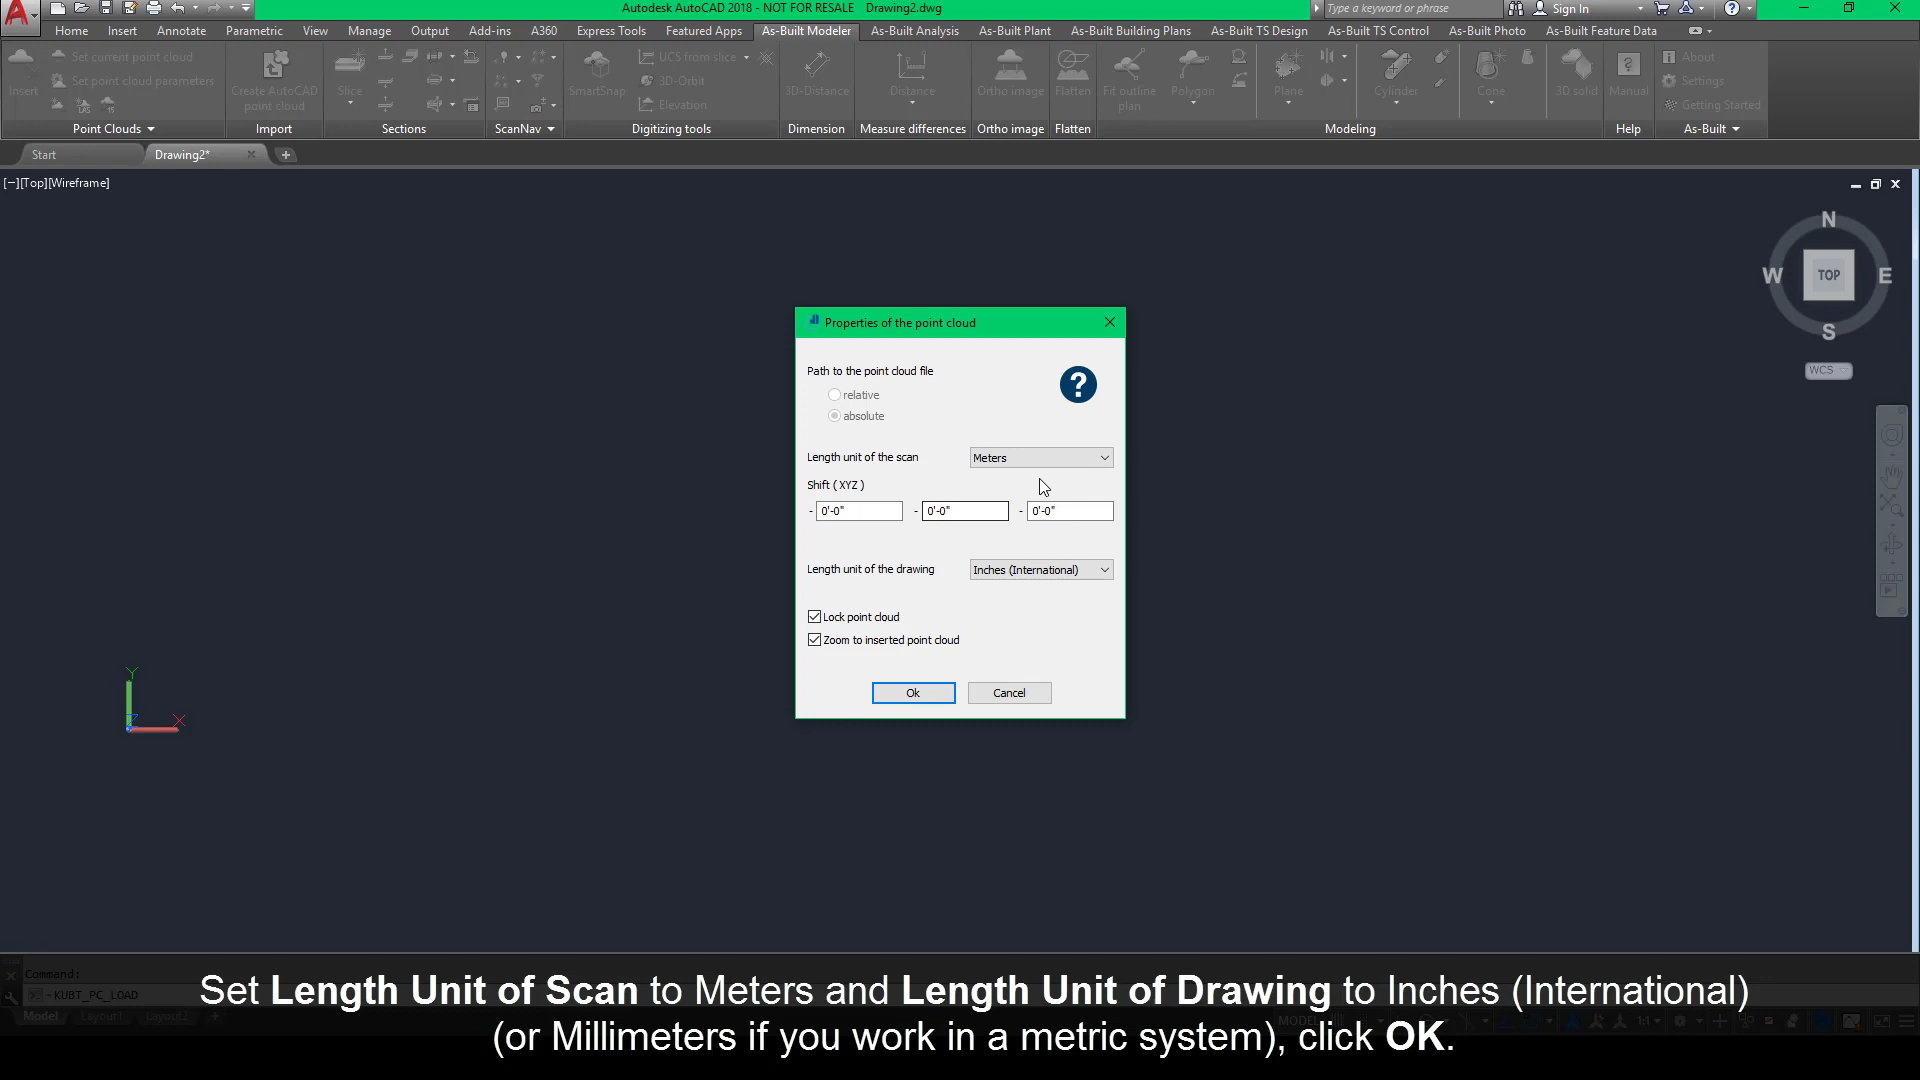 Autodesk AutoCAD 2018 - NOT FOR RESALE Drawing2.dwg
Type a keyword or phrase
Sign In
Home Insert Annotate Parametric View Manage Output Add-ins A360 Express Tools Featured Apps As-Built Modeler As-Built Analysis As-Built Plant As-Built Building Plans As-Built TS Design As-Built TS Control As-Built Photo As-Built Feature Data
Insert
Set current point cloud
Set point cloud parameters
Create AutoCAD
point cloud
Slice
SmartSnap
UCS from slice
3D-Orbit
Elevation
3D-Distance
Distance
Ortho image
Flatten
Fit outline
plan
Polygon
Plane
Cylinder
Cone
3D solid
Manual
About
Settings
Getting Started
Point Clouds Import Sections ScanNav Digitizing tools Dimension Measure differences Ortho image Flatten Modeling Help As-Built
Start Drawing2*
[−][Top][Wireframe]
N
W TOP E
S
WCS
Properties of the point cloud
Path to the point cloud file
relative
absolute
?
Length unit of the scan Meters
Shift ( XYZ )
- 0'-0" - 0'-0" - 0'-0"
Length unit of the drawing Inches (International)
Lock point cloud
Zoom to inserted point cloud
Ok Cancel
Y
X
Command:
KUBT_PC_LOAD
Set Length Unit of Scan to Meters and Length Unit of Drawing to Inches (International)
Model Layout1 Layout2 MODEL 1:1
(or Millimeters if you work in a metric system), click OK.